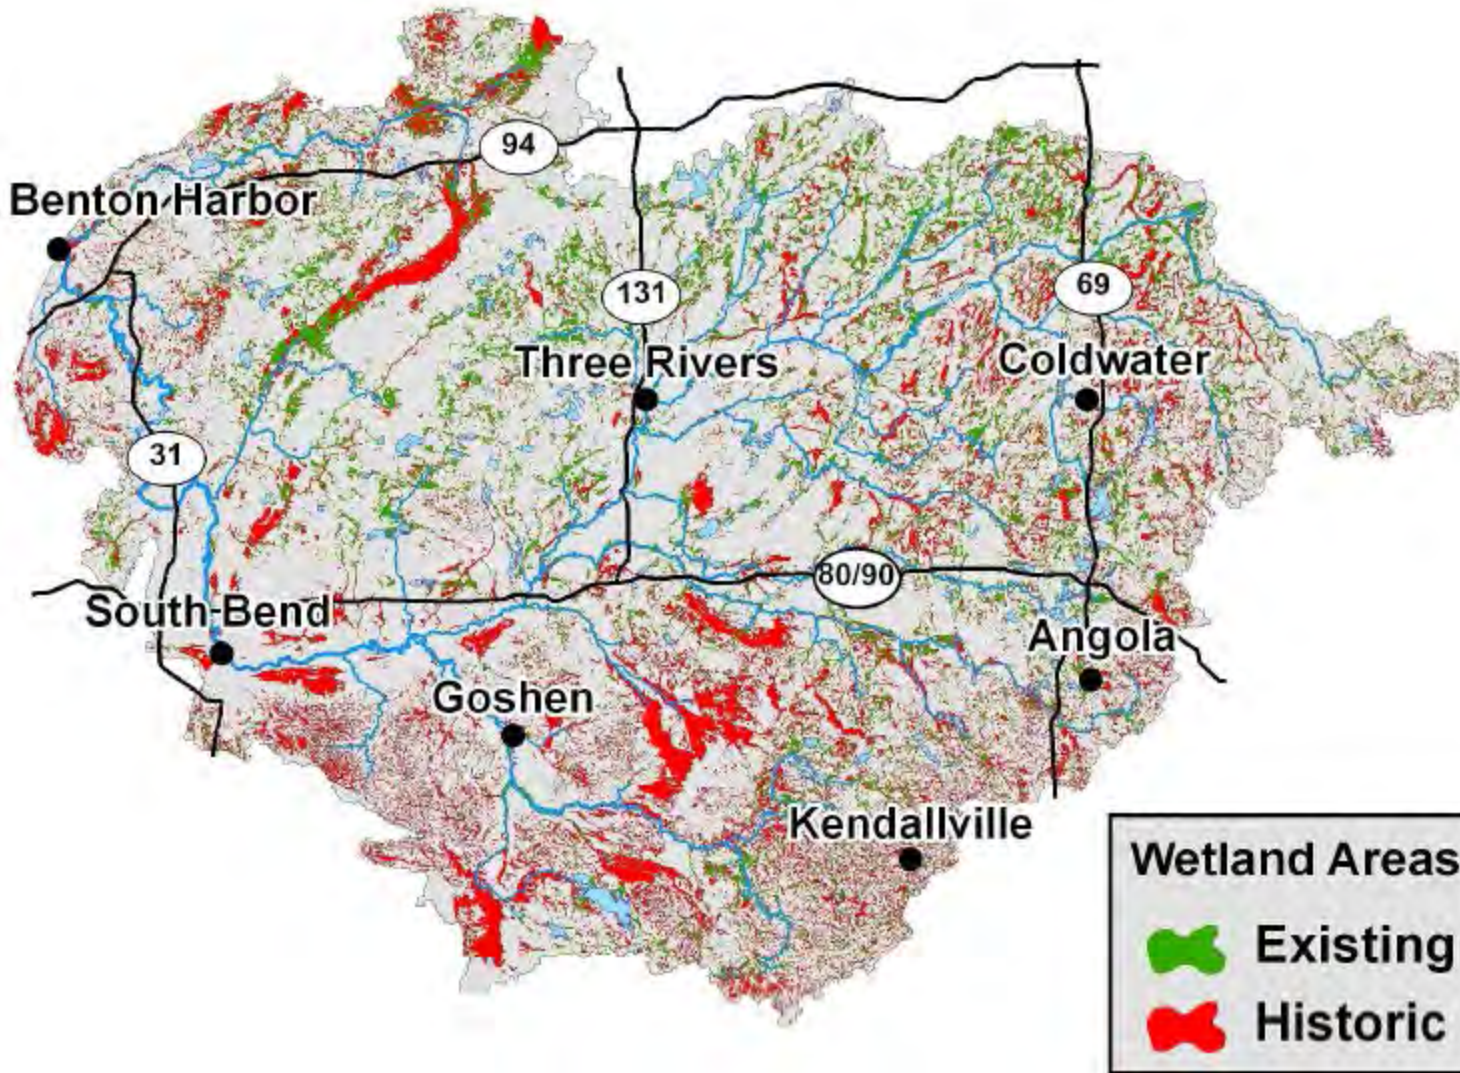 94
Benton Harbor
131
69
Three Rivers
Coldwater
31
80/90
South Bend
Angola
Goshen
Kendallville
Wetland Areas
Existing
Historic